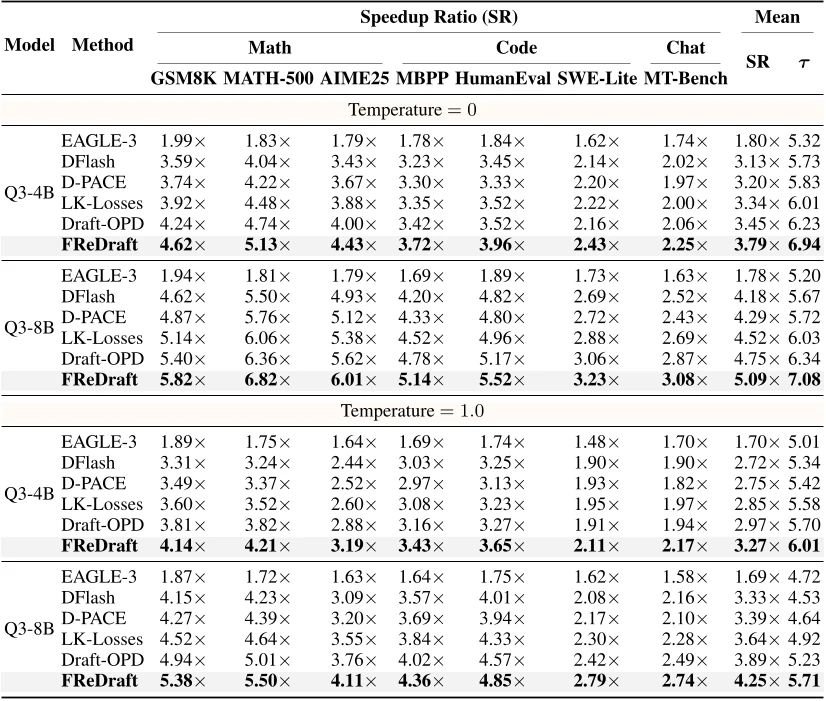 Speedup Ratio (SR) Mean
Model Method Math Code Chat SR τ
GSM8K MATH-500 AIME25 MBPP HumanEval SWE-Lite MT-Bench
Temperature = 0
Q3-4B
EAGLE-3 1.99× 1.83× 1.79× 1.78× 1.84× 1.62× 1.74× 1.80× 5.32
DFlash 3.59× 4.04× 3.43× 3.23× 3.45× 2.14× 2.02× 3.13× 5.73
D-PACE 3.74× 4.22× 3.67× 3.30× 3.33× 2.20× 1.97× 3.20× 5.83
LK-Losses 3.92× 4.48× 3.88× 3.35× 3.52× 2.22× 2.00× 3.34× 6.01
Draft-OPD 4.24× 4.74× 4.00× 3.42× 3.52× 2.16× 2.06× 3.45× 6.23
FReDraft 4.62× 5.13× 4.43× 3.72× 3.96× 2.43× 2.25× 3.79× 6.94
Q3-8B
EAGLE-3 1.94× 1.81× 1.79× 1.69× 1.89× 1.73× 1.63× 1.78× 5.20
DFlash 4.62× 5.50× 4.93× 4.20× 4.82× 2.69× 2.52× 4.18× 5.67
D-PACE 4.87× 5.76× 5.12× 4.33× 4.80× 2.72× 2.43× 4.29× 5.72
LK-Losses 5.14× 6.06× 5.38× 4.52× 4.96× 2.88× 2.69× 4.52× 6.03
Draft-OPD 5.40× 6.36× 5.62× 4.78× 5.17× 3.06× 2.87× 4.75× 6.34
FReDraft 5.82× 6.82× 6.01× 5.14× 5.52× 3.23× 3.08× 5.09× 7.08
Temperature = 1.0
Q3-4B
EAGLE-3 1.89× 1.75× 1.64× 1.69× 1.74× 1.48× 1.70× 1.70× 5.01
DFlash 3.31× 3.24× 2.44× 3.03× 3.25× 1.90× 1.90× 2.72× 5.34
D-PACE 3.49× 3.37× 2.52× 2.97× 3.13× 1.93× 1.82× 2.75× 5.42
LK-Losses 3.60× 3.52× 2.60× 3.08× 3.23× 1.95× 1.97× 2.85× 5.58
Draft-OPD 3.81× 3.82× 2.88× 3.16× 3.27× 1.91× 1.94× 2.97× 5.70
FReDraft 4.14× 4.21× 3.19× 3.43× 3.65× 2.11× 2.17× 3.27× 6.01
Q3-8B
EAGLE-3 1.87× 1.72× 1.63× 1.64× 1.75× 1.62× 1.58× 1.69× 4.72
DFlash 4.15× 4.23× 3.09× 3.57× 4.01× 2.08× 2.16× 3.33× 4.53
D-PACE 4.27× 4.39× 3.20× 3.69× 3.94× 2.17× 2.10× 3.39× 4.64
LK-Losses 4.52× 4.64× 3.55× 3.84× 4.33× 2.30× 2.28× 3.64× 4.92
Draft-OPD 4.94× 5.01× 3.76× 4.02× 4.57× 2.42× 2.49× 3.89× 5.23
FReDraft 5.38× 5.50× 4.11× 4.36× 4.85× 2.79× 2.74× 4.25× 5.71